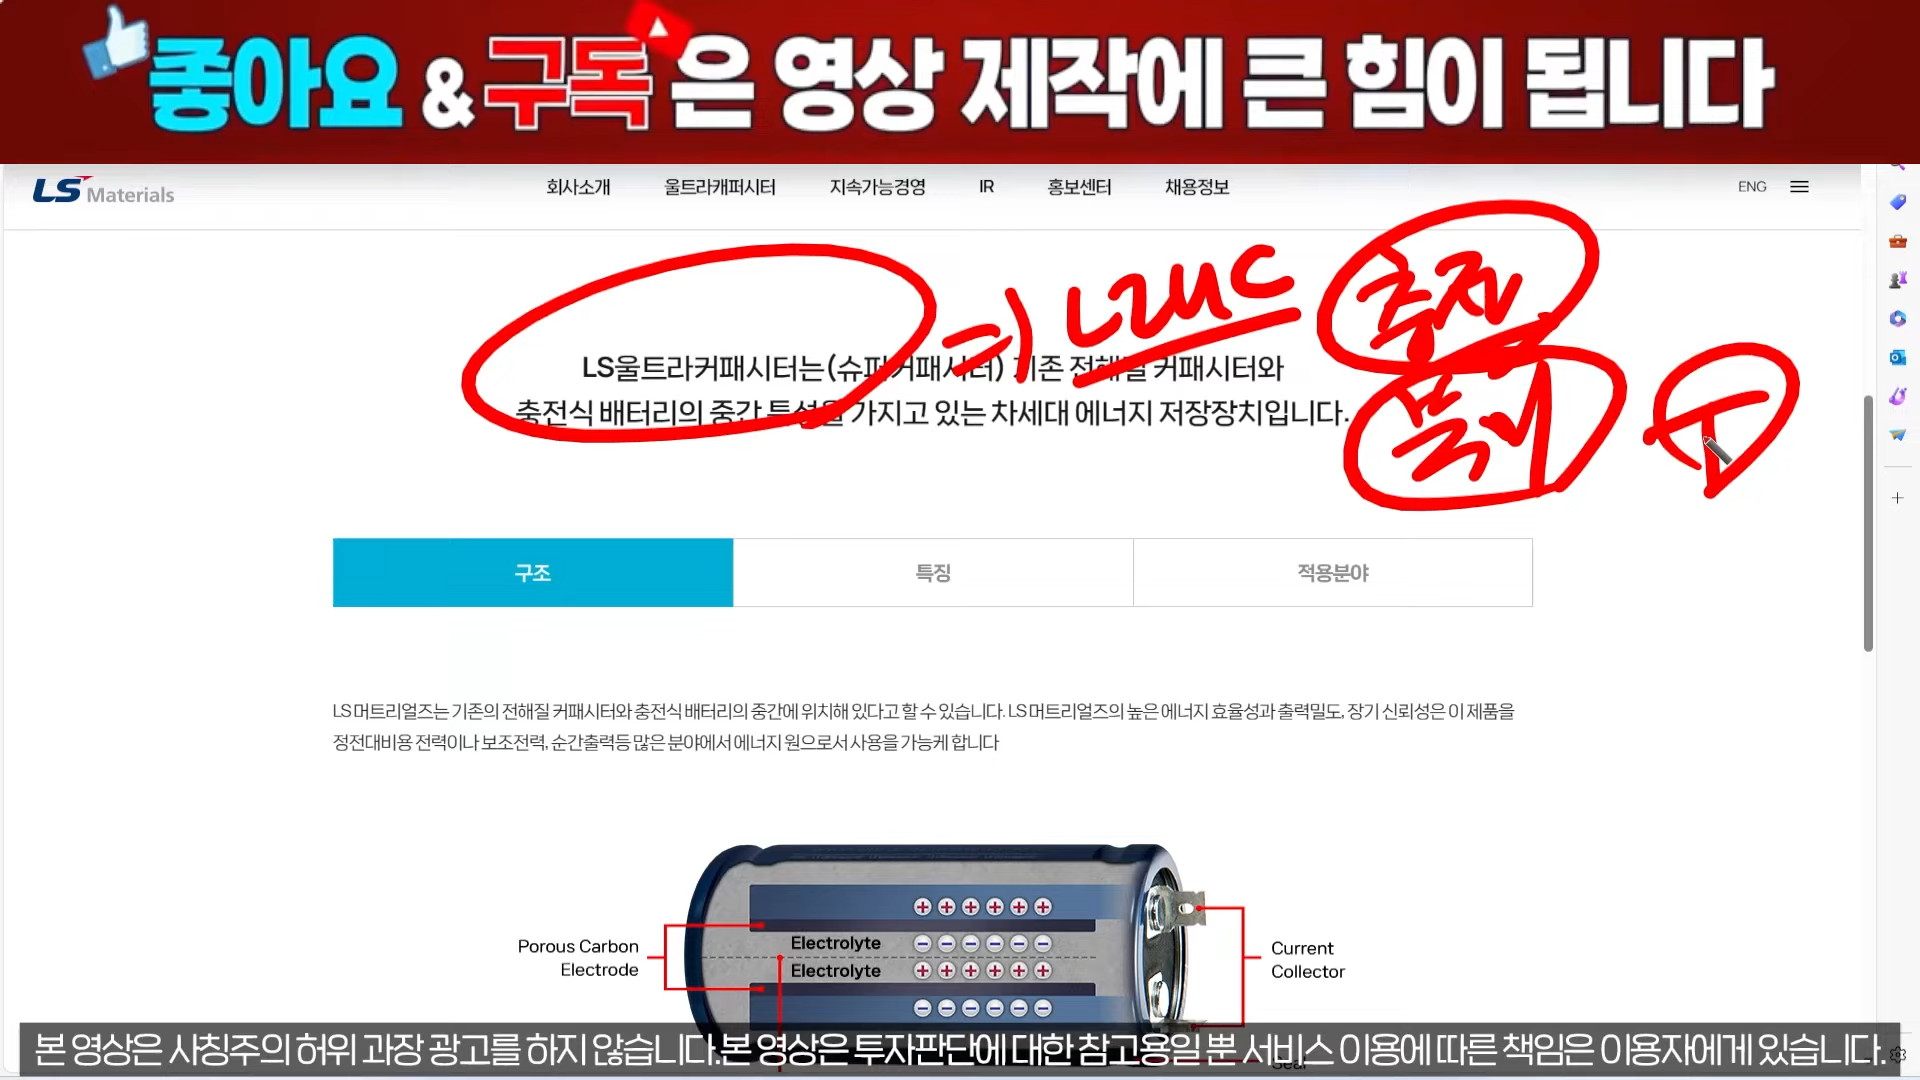 좋아요 & 구독 은 영상 제작에 큰 힘이 됩니다
LS Materials
회사소개 울트라캐퍼시터 지속가능경영 IR 홍보센터 채용정보 ENG
LS울트라커패시터는(슈퍼커패시터) 기존 전해질 커패시터와
충전식 배터리의 중간 특성을 가지고 있는 차세대 에너지 저장장치입니다.
구조 특징 적용분야
LS머트리얼즈는 기존의 전해질 커패시터와 충전식 배터리의 중간에 위치해 있다고 할 수 있습니다. LS머트리얼즈의 높은 에너지 효율성과 출력밀도, 장기 신뢰성은 이 제품을
정전대비용 전력이나 보조전력, 순간출력등 많은 분야에서 에너지 원으로서 사용을 가능케 합니다
Porous Carbon
Electrode
Electrolyte
Electrolyte
Current
Collector
Seal
본 영상은 사칭주의 허위 과장 광고를 하지 않습니다.본 영상은 투자판단에 대한 참고용일 뿐 서비스 이용에 따른 책임은 이용자에게 있습니다.